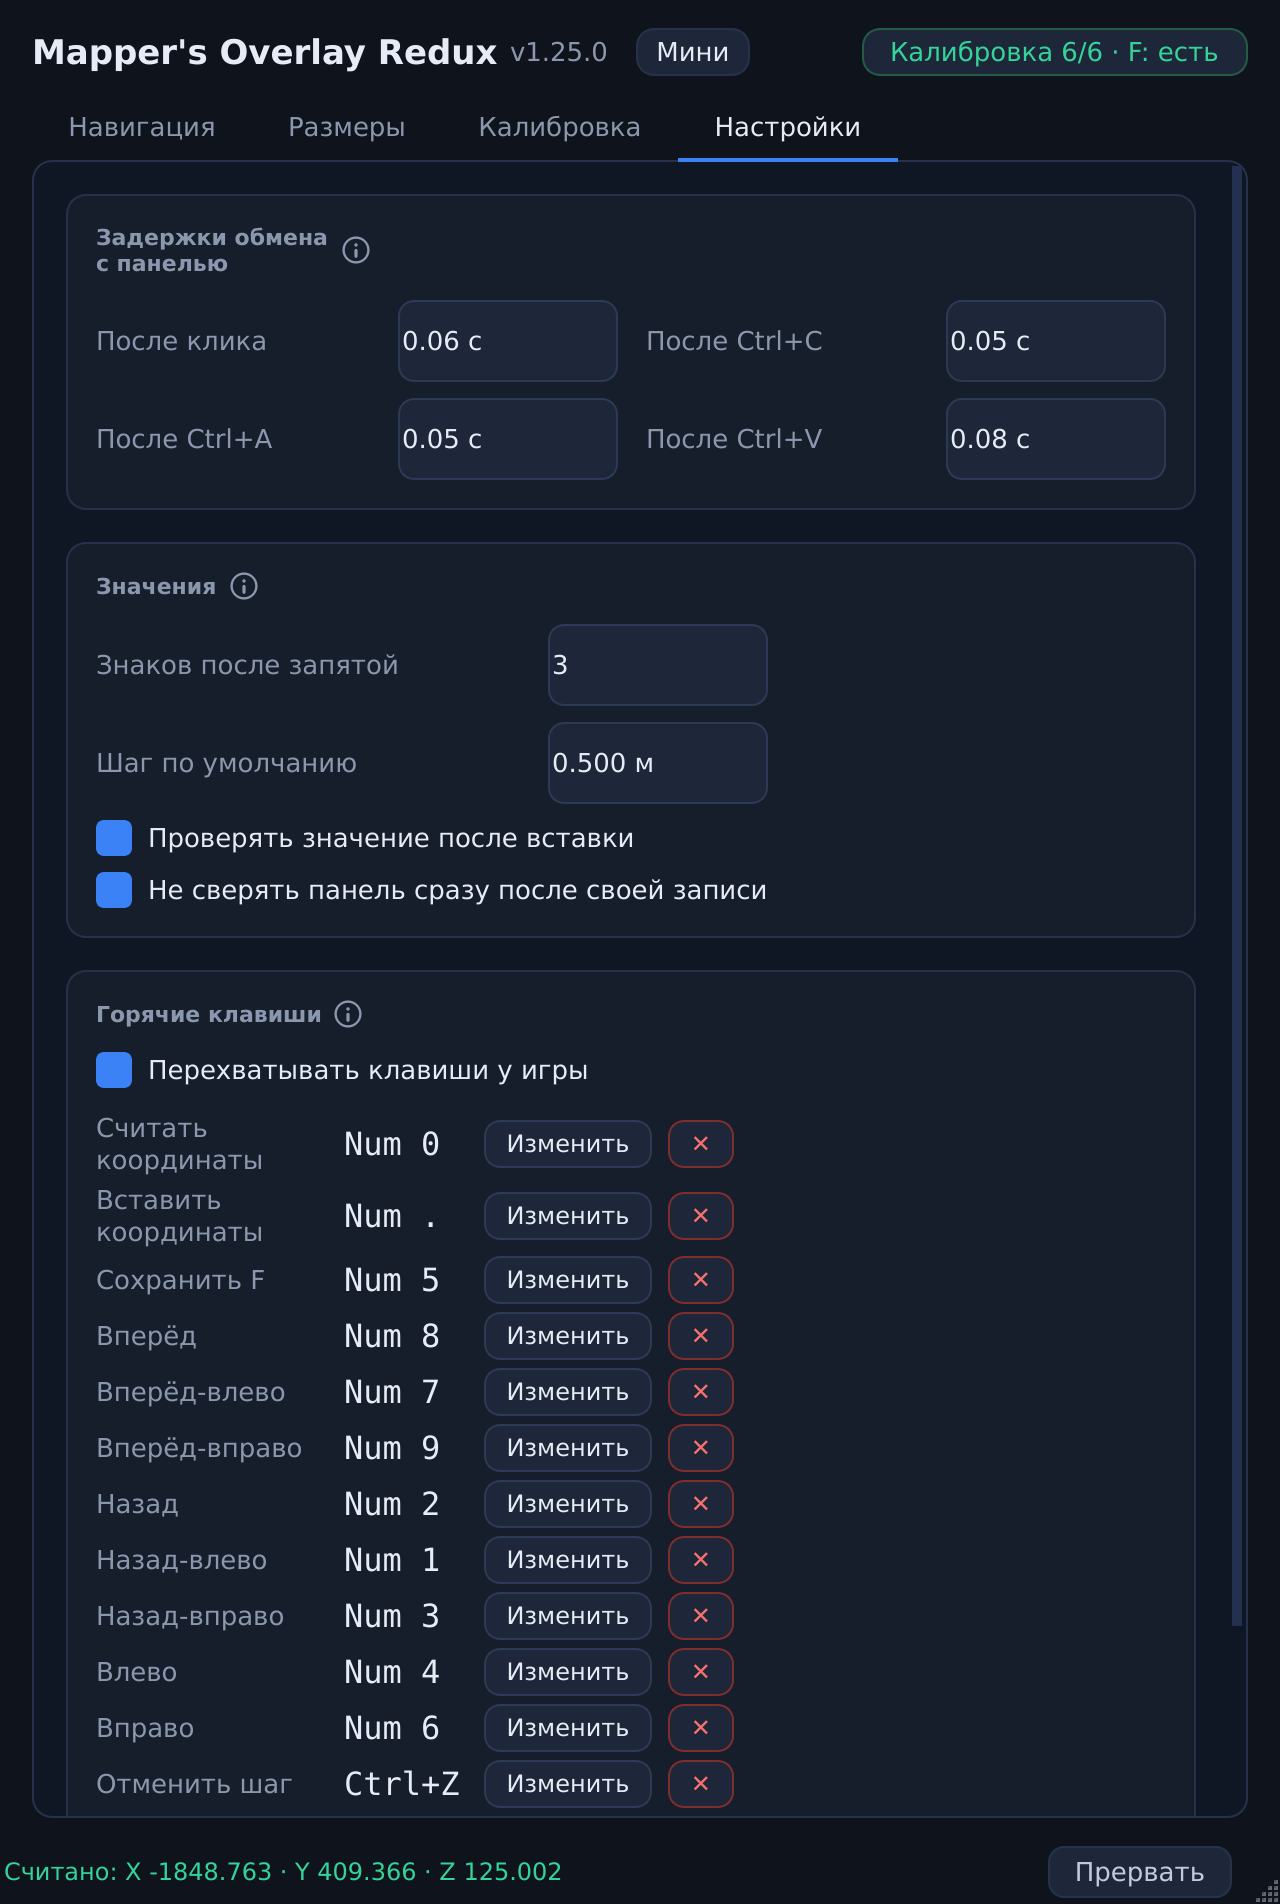 Mapper's Overlay Redux v1.25.0 Мини Калибровка 6/6 · F: есть
Навигация Размеры Калибровка Настройки
Задержки обмена
с панелью
После клика 0.06 с После Ctrl+C 0.05 с
После Ctrl+A 0.05 с После Ctrl+V 0.08 с
Значения
Знаков после запятой 3
Шаг по умолчанию 0.500 м
Проверять значение после вставки
Не сверять панель сразу после своей записи
Горячие клавиши
Перехватывать клавиши у игры
Считать
координаты Num 0 Изменить ✕
Вставить
координаты Num . Изменить ✕
Сохранить F Num 5 Изменить ✕
Вперёд Num 8 Изменить ✕
Вперёд-влево Num 7 Изменить ✕
Вперёд-вправо Num 9 Изменить ✕
Назад Num 2 Изменить ✕
Назад-влево Num 1 Изменить ✕
Назад-вправо Num 3 Изменить ✕
Влево Num 4 Изменить ✕
Вправо Num 6 Изменить ✕
Отменить шаг Ctrl+Z Изменить ✕
Считано: X -1848.763 · Y 409.366 · Z 125.002 Прервать